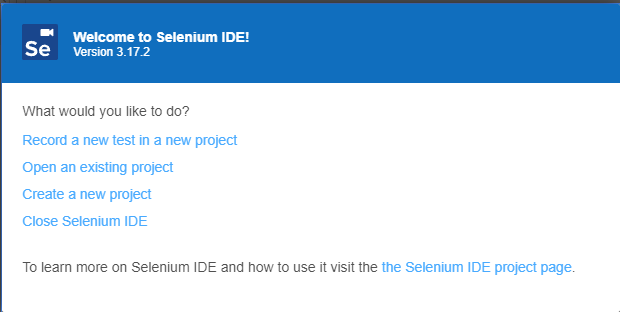 Se
Welcome to Selenium IDE!
Version 3.17.2
What would you like to do?
Record a new test in a new project
Open an existing project
Create a new project
Close Selenium IDE
To learn more on Selenium IDE and how to use it visit the the Selenium IDE project page.